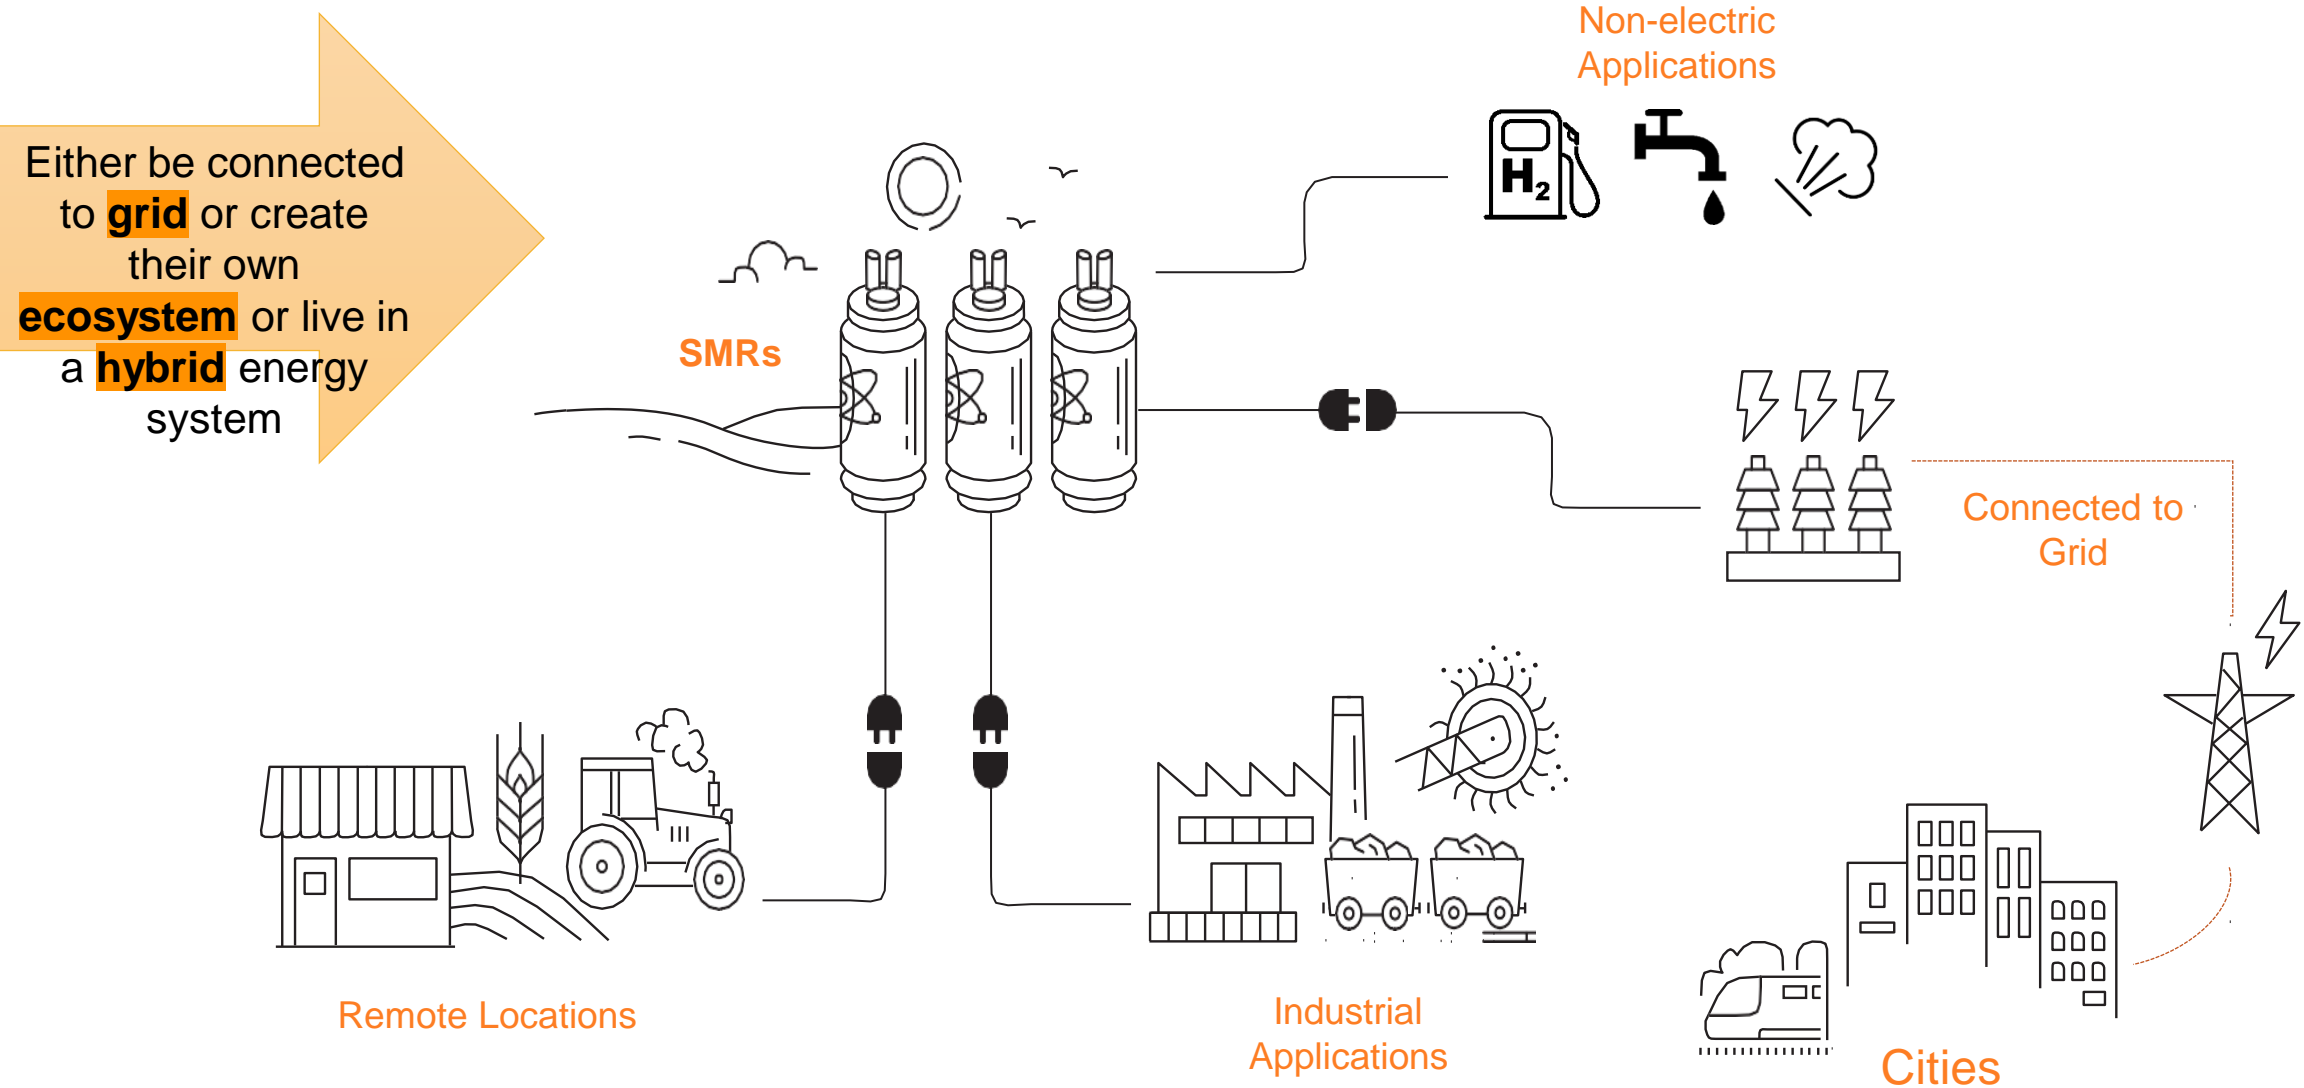 Non-electric
Applications
Either be connected
to grid or create
their own
ecosystem or live in
a hybrid energy
system
H2
SMRs
Connected to
Grid
Remote Locations
Industrial
Applications
Cities